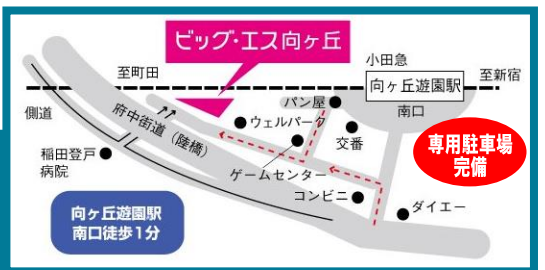 ビッグ・エス向ヶ丘
小田急
至町田
向ヶ丘遊園駅
至新宿
パン屋
南口
側道
府中街道(陸橋)
ウェルパーク
交番
専用駐車場
完備
稲田登戸
病院
ゲームセンター
コンビニ
ダイエー
向ヶ丘遊園駅
南口徒歩1分